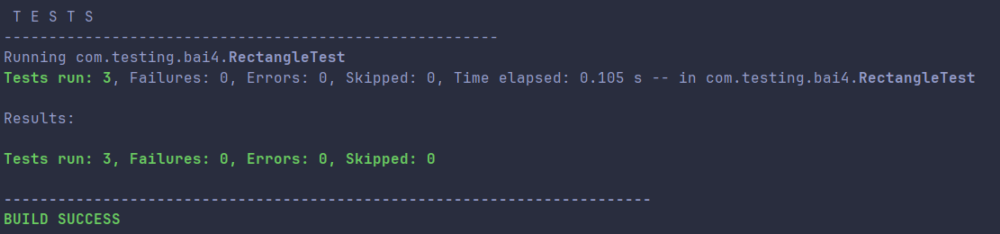 T E S T S
-------------------------------------------------------
Running com.testing.bai4.RectangleTest
Tests run: 3, Failures: 0, Errors: 0, Skipped: 0, Time elapsed: 0.105 s -- in com.testing.bai4.RectangleTest
Results:
Tests run: 3, Failures: 0, Errors: 0, Skipped: 0
------------------------------------------------------------------------
BUILD SUCCESS